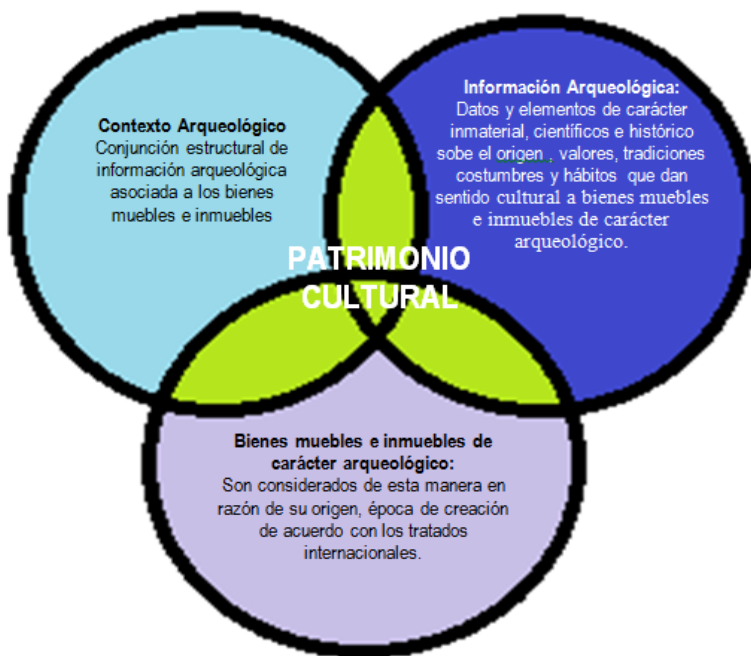 Contexto Arqueológico
Conjunción estructural de
información arqueológica
asociada a los bienes
muebles e inmuebles
Información Arqueológica:
Datos y elementos de carácter
inmaterial, científicos e histórico
sobe el origen , valores, tradiciones
costumbres y hábitos que dan
sentido cultural a bienes muebles
e inmuebles de carácter
arqueológico.
PATRIMONIO
CULTURAL
Bienes muebles e inmuebles de
carácter arqueológico:
Son considerados de esta manera en
razón de su origen, época de creación
de acuerdo con los tratados
internacionales.